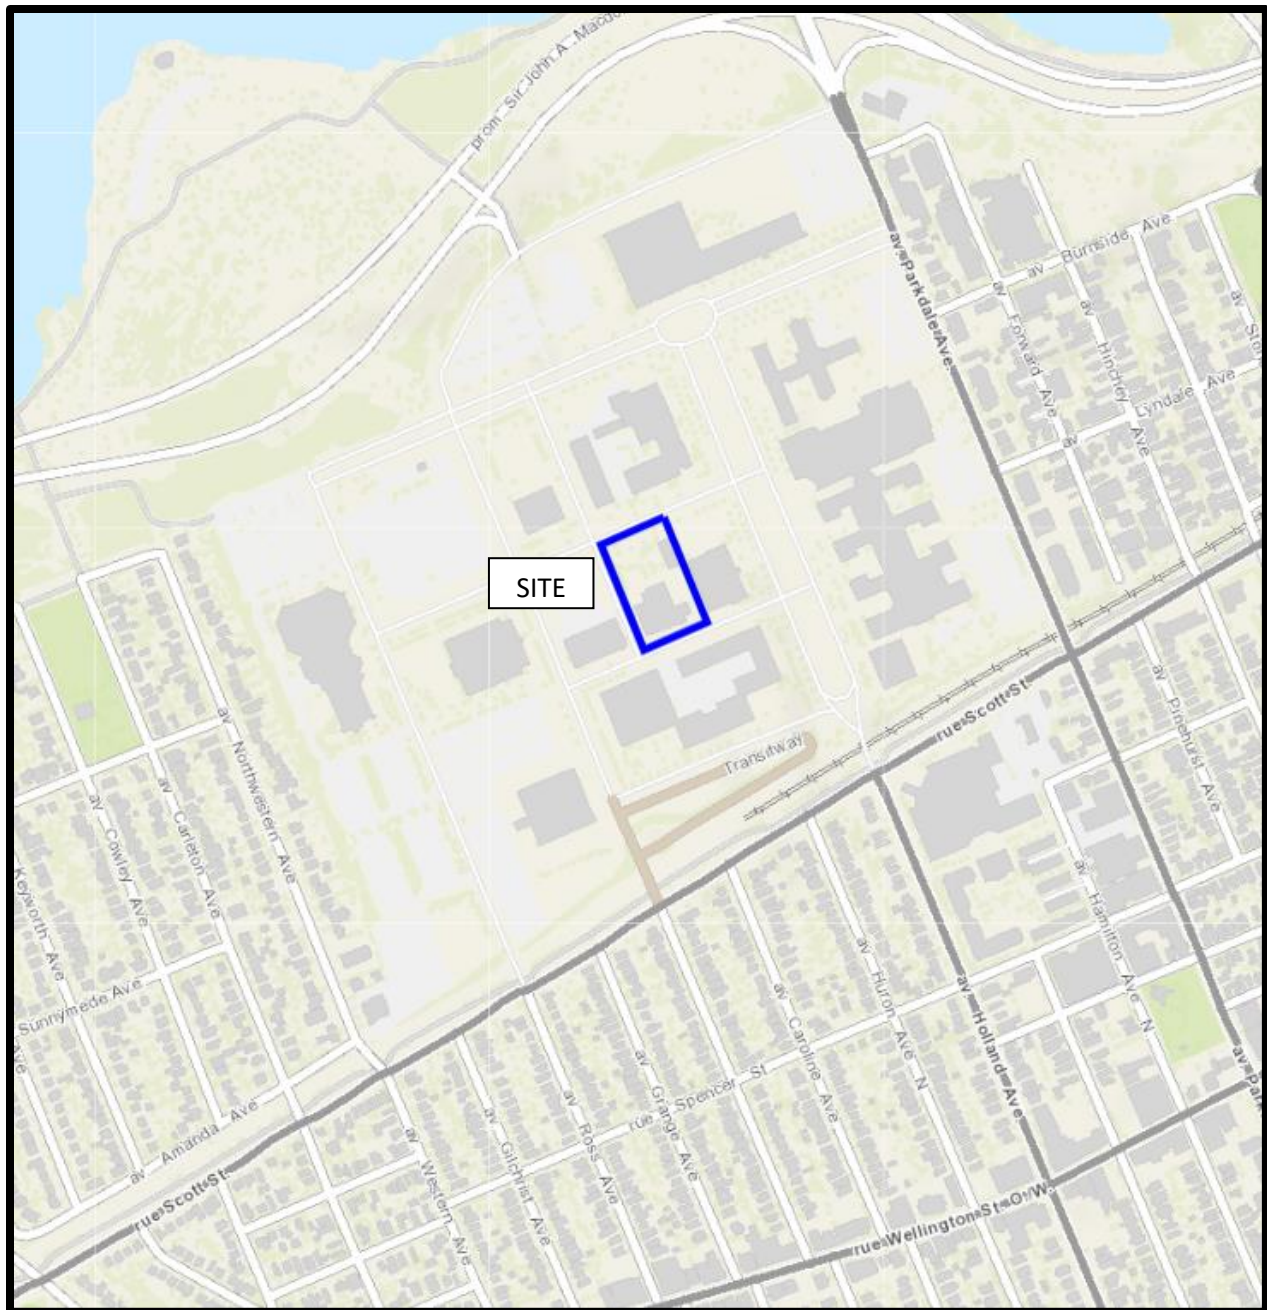 prom Sir John A Macdo
av Parkdale Ave
av Burnside Ave
av Forward Ave
av Hinchey Ave
av Lyndale Ave
SITE
Transitway
rue Scott St
av Pinehurst Ave
av Northwestern Ave
av Carleton Ave
av Cowley Ave
Keyworth Ave
Sunnymede Ave
Ave
av Amanda Ave
rue Scott St
av Western Ave
av Gilchrist Ave
av Ross Ave
av Grange Ave
rue Spencer St
av Caroline Ave
av Huron Ave N
av Holland Ave
av Hamilton Ave N
rue Wellington St O/W